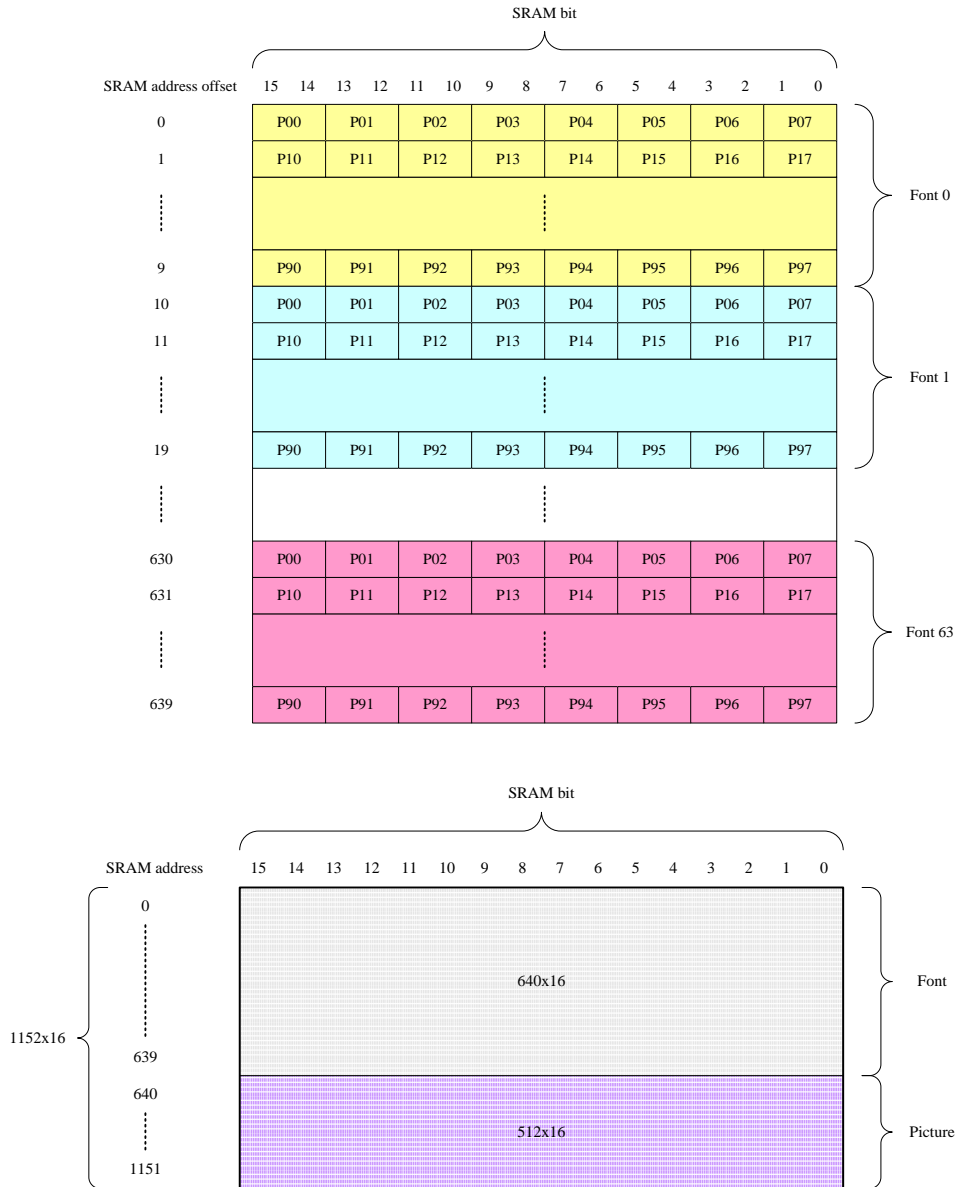 SRAM bit
SRAM address offset 15 14 13 12 11 10 9 8 7 6 5 4 3 2 1 0
0 P00 P01 P02 P03 P04 P05 P06 P07
1 P10 P11 P12 P13 P14 P15 P16 P17
Font 0
9 P90 P91 P92 P93 P94 P95 P96 P97
10 P00 P01 P02 P03 P04 P05 P06 P07
11 P10 P11 P12 P13 P14 P15 P16 P17
Font 1
19 P90 P91 P92 P93 P94 P95 P96 P97
630 P00 P01 P02 P03 P04 P05 P06 P07
631 P10 P11 P12 P13 P14 P15 P16 P17
Font 63
639 P90 P91 P92 P93 P94 P95 P96 P97
SRAM bit
SRAM address 15 14 13 12 11 10 9 8 7 6 5 4 3 2 1 0
0
640x16 Font
1152x16
639
640
512x16 Picture
1151